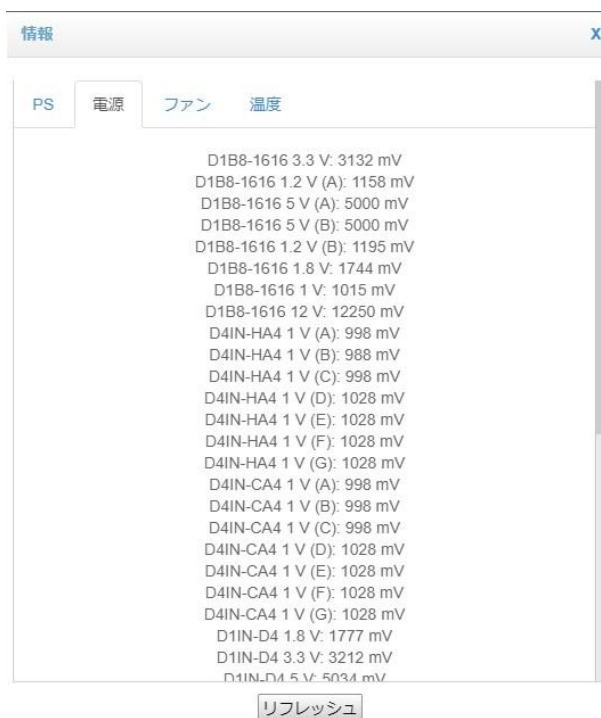 情報
X
PS 電源 ファン 温度
D1B8-1616 3.3 V: 3132 mV
D1B8-1616 1.2 V (A): 1158 mV
D1B8-1616 5 V (A): 5000 mV
D1B8-1616 5 V (B): 5000 mV
D1B8-1616 1.2 V (B): 1195 mV
D1B8-1616 1.8 V: 1744 mV
D1B8-1616 1 V: 1015 mV
D1B8-1616 12 V: 12250 mV
D4IN-HA4 1 V (A): 998 mV
D4IN-HA4 1 V (B): 988 mV
D4IN-HA4 1 V (C): 998 mV
D4IN-HA4 1 V (D): 1028 mV
D4IN-HA4 1 V (E): 1028 mV
D4IN-HA4 1 V (F): 1028 mV
D4IN-HA4 1 V (G): 1028 mV
D4IN-CA4 1 V (A): 998 mV
D4IN-CA4 1 V (B): 998 mV
D4IN-CA4 1 V (C): 998 mV
D4IN-CA4 1 V (D): 1028 mV
D4IN-CA4 1 V (E): 1028 mV
D4IN-CA4 1 V (F): 1028 mV
D4IN-CA4 1 V (G): 1028 mV
D1IN-D4 1.8 V: 1777 mV
D1IN-D4 3.3 V: 3212 mV
D1IN-D4 5 V: 5034 mV
リフレッシュ